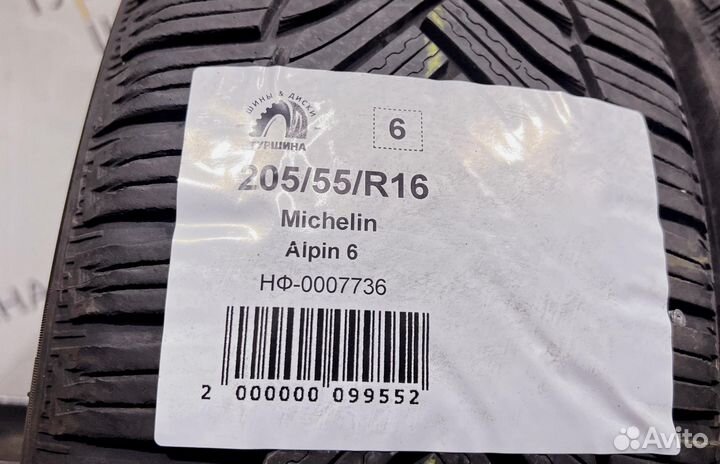 ШИНЫ & ДИСКИ
ТУРШИНА
6
205/55/R16
Michelin
Alpin 6
НФ-0007736
2 000000 099552
Avito